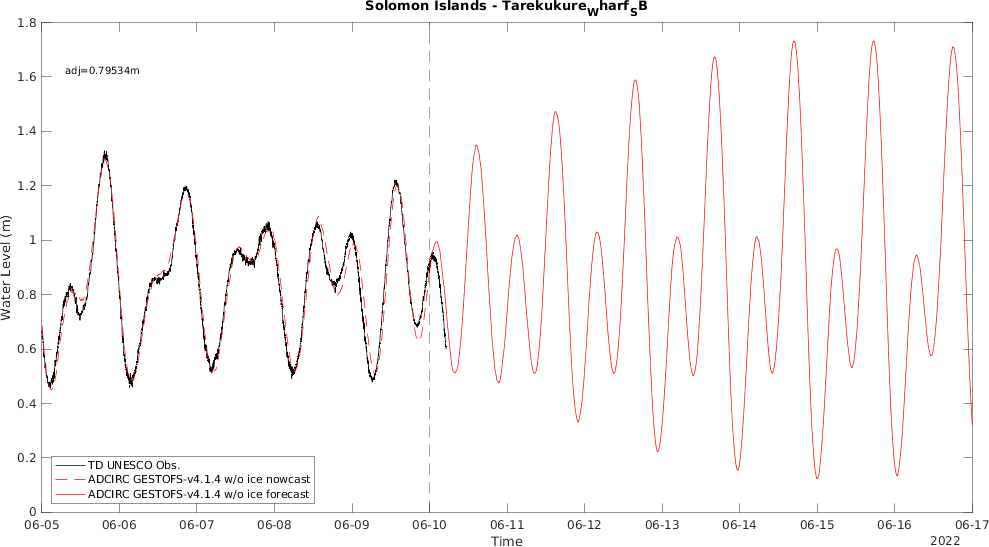 Solomon Islands - TarekukureWharfSB
adj=0.79534m
1.8
1.6
1.4
1.2
1
0.8
0.6
0.4
0.2
0
Water Level (m)
TD UNESCO Obs.
ADCIRC GESTOFS-v4.1.4 w/o ice nowcast
ADCIRC GESTOFS-v4.1.4 w/o ice forecast
06-05 06-06 06-07 06-08 06-09 06-10 06-11 06-12 06-13 06-14 06-15 06-16 06-17
Time
2022